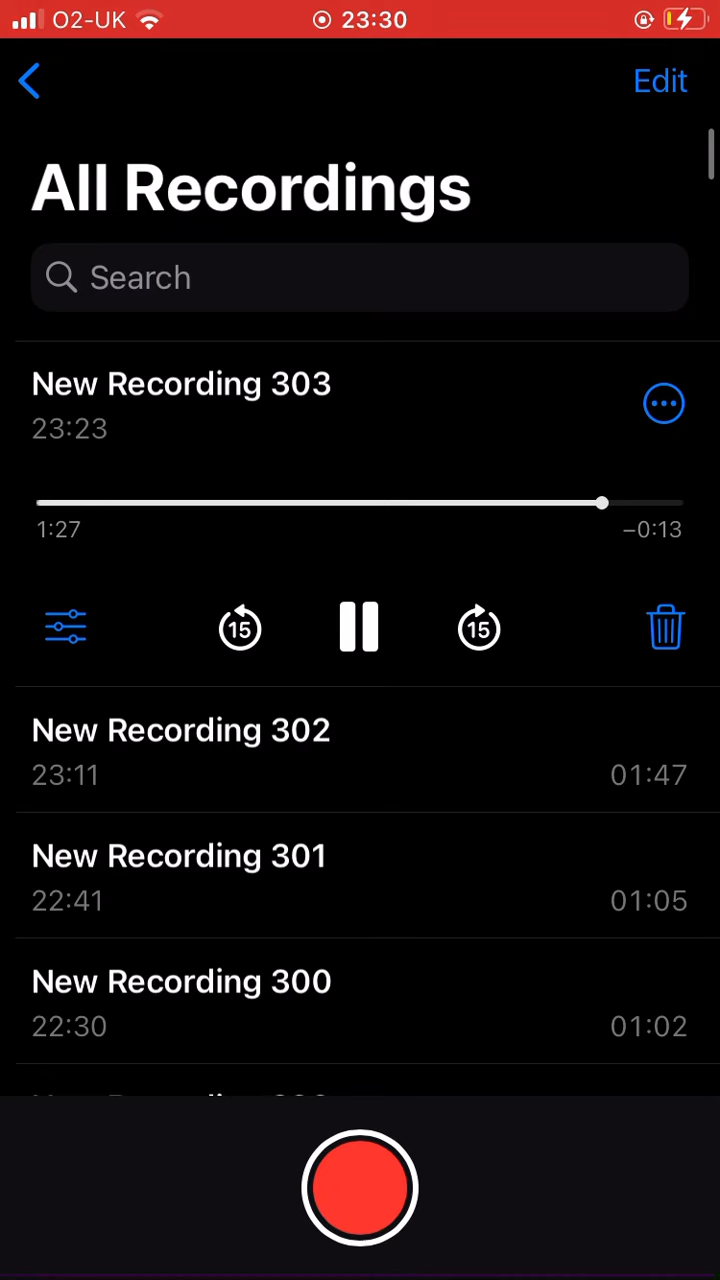 O2-UK 23:30
Edit
All Recordings
Search
New Recording 303
23:23
1:27 −0:13
15 15
New Recording 302
23:11 01:47
New Recording 301
22:41 01:05
New Recording 300
22:30 01:02